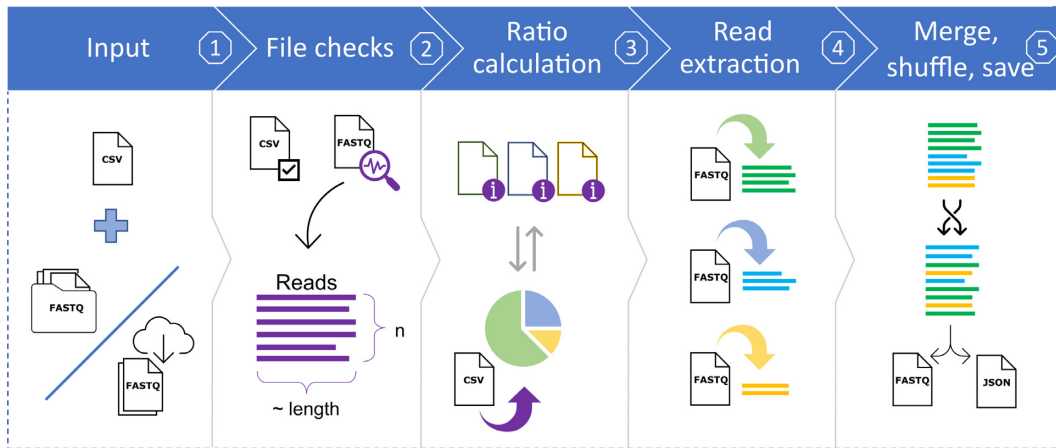 Input
1
File checks
2
Ratio
calculation
3
Read
extraction
4
Merge,
shuffle, save
5
CSV
FASTQ
FASTQ
CSV
FASTQ
Reads
n
~ length
i
i
i
CSV
FASTQ
FASTQ
FASTQ
FASTQ
JSON